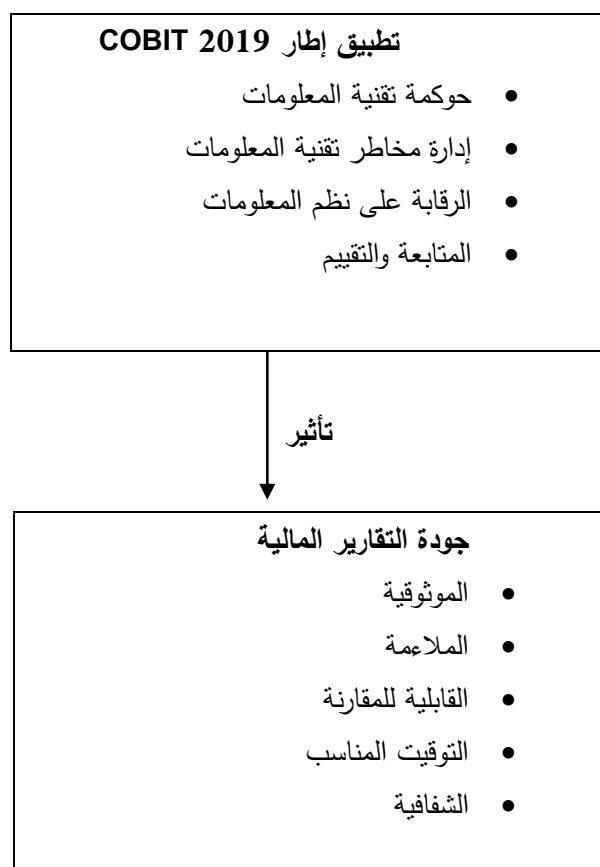 تطبيق إطار COBIT 2019
• حوكمة تقنية المعلومات
• إدارة مخاطر تقنية المعلومات
• الرقابة على نظم المعلومات
• المتابعة والتقييم
تأثير
جودة التقارير المالية
• الموثوقية
• الملاءمة
• القابلية للمقارنة
• التوقيت المناسب
• الشفافية